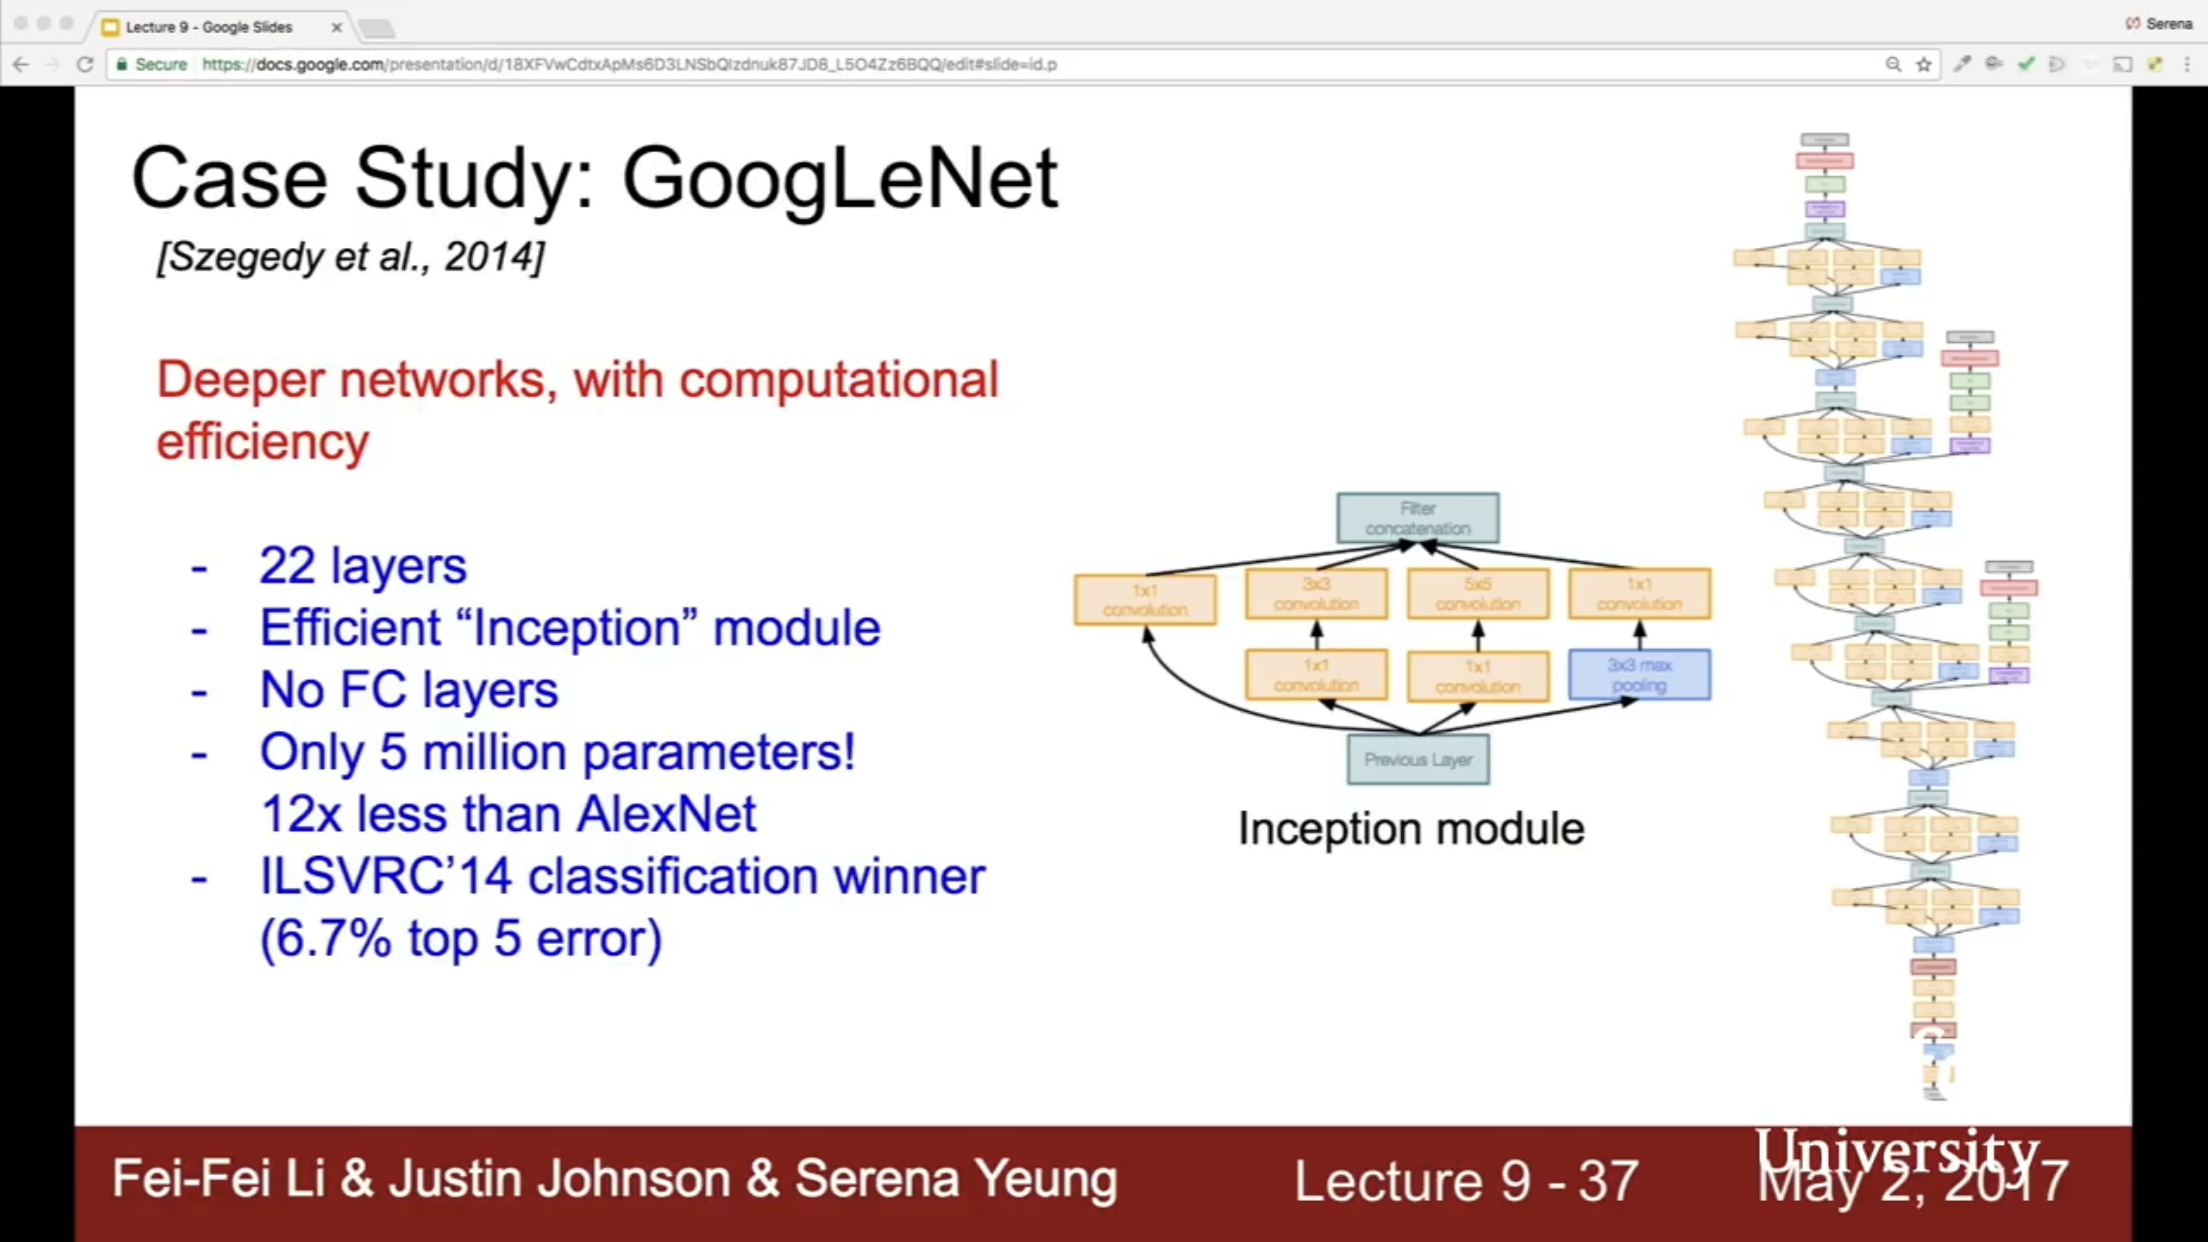 Lecture 9 - Google Slides
Serena
Secure https://docs.google.com/presentation/d/18XFVwCdtxApMs6D3LNSbQIzdnuk87JD8_L5O4Zz6BQQ/edit#slide=id.p
Case Study: GoogLeNet
[Szegedy et al., 2014]
Deeper networks, with computational
efficiency
- 22 layers
- Efficient “Inception” module
- No FC layers
- Only 5 million parameters!
12x less than AlexNet
- ILSVRC’14 classification winner
(6.7% top 5 error)
Filter
concatenation
1x1
convolution
3x3
convolution
5x5
convolution
1x1
convolution
1x1
convolution
1x1
convolution
3x3 max
pooling
Previous Layer
Inception module
Fei-Fei Li & Justin Johnson & Serena Yeung
Lecture 9 - 37
University
May 2, 2017